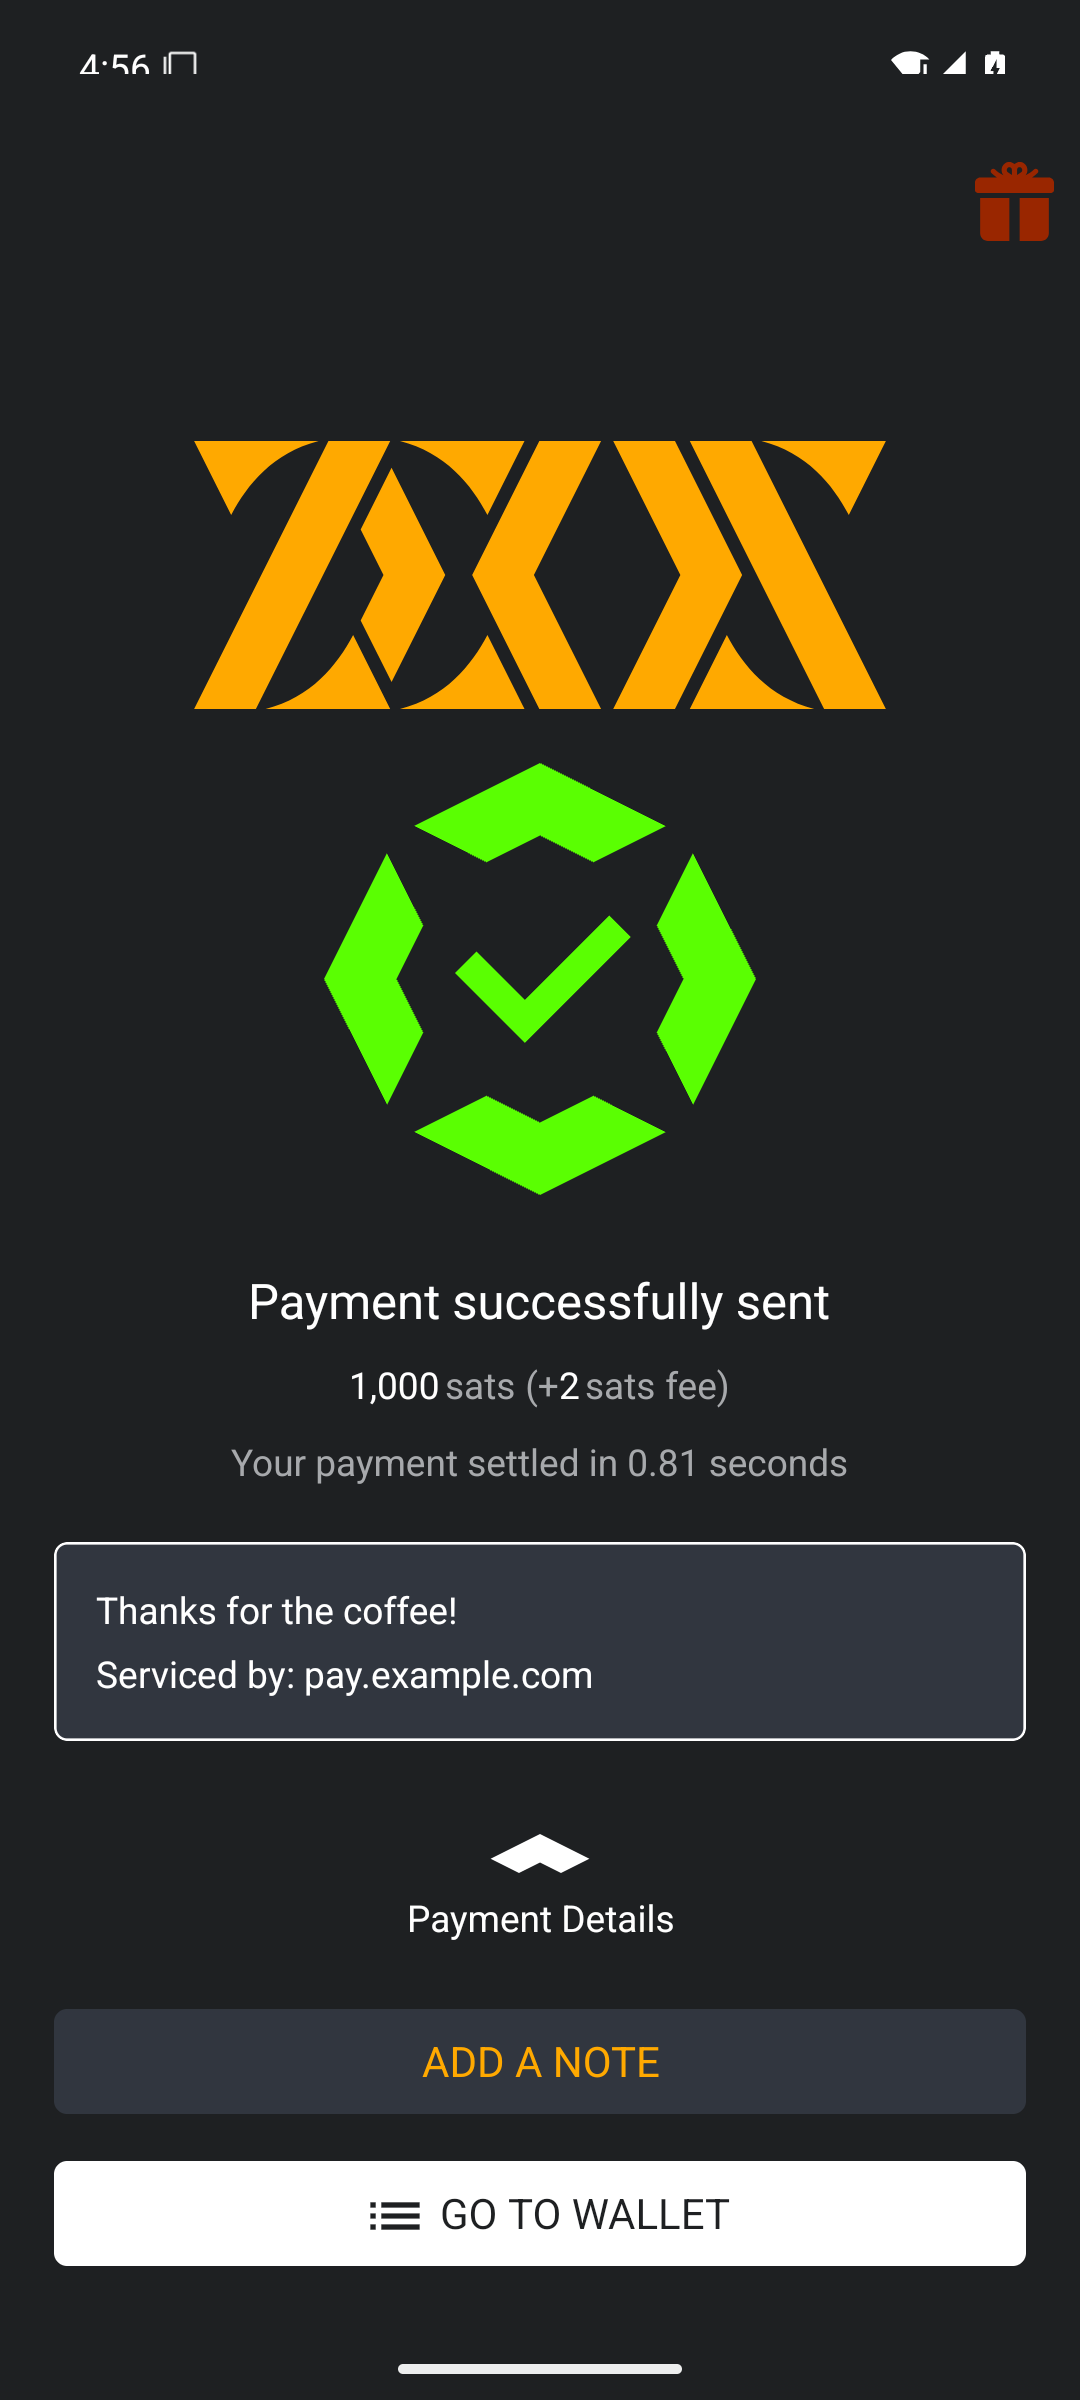 4:56
ZEUS
Payment successfully sent
1,000 sats (+2 sats fee)
Your payment settled in 0.81 seconds
Thanks for the coffee!
Serviced by: pay.example.com
Payment Details
ADD A NOTE
GO TO WALLET